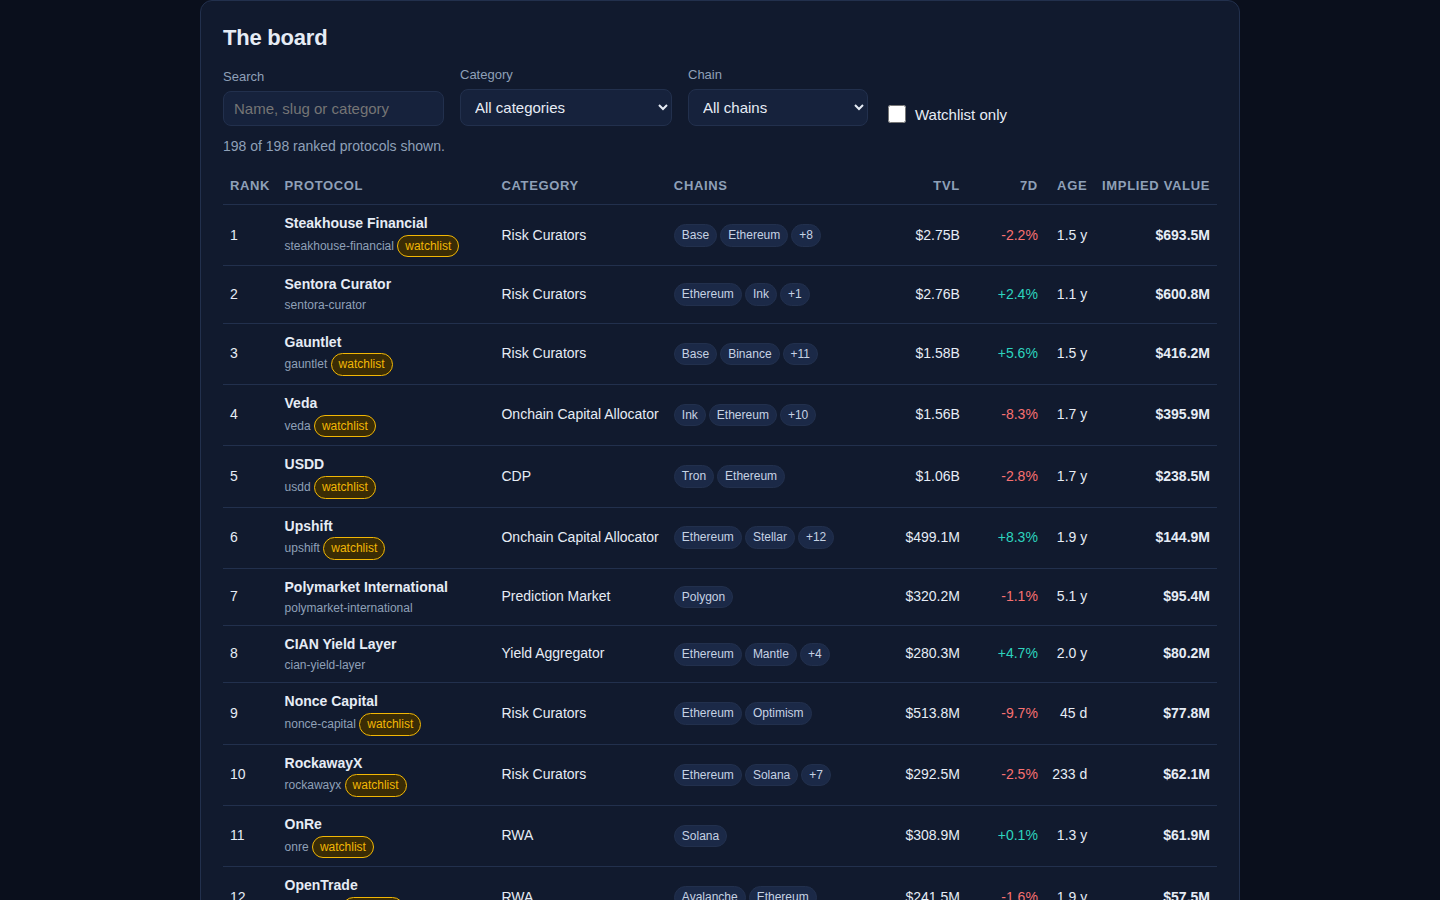 The board
Search
Category
Chain
Name, slug or category
All categories
All chains
Watchlist only
198 of 198 ranked protocols shown.
RANK PROTOCOL CATEGORY CHAINS TVL 7D AGE IMPLIED VALUE
1 Steakhouse Financial Risk Curators Base Ethereum +8 $2.75B -2.2% 1.5 y $693.5M
steakhouse-financial watchlist
2 Sentora Curator Risk Curators Ethereum Ink +1 $2.76B +2.4% 1.1 y $600.8M
sentora-curator
3 Gauntlet Risk Curators Base Binance +11 $1.58B +5.6% 1.5 y $416.2M
gauntlet watchlist
4 Veda Onchain Capital Allocator Ink Ethereum +10 $1.56B -8.3% 1.7 y $395.9M
veda watchlist
5 USDD CDP Tron Ethereum $1.06B -2.8% 1.7 y $238.5M
usdd watchlist
6 Upshift Onchain Capital Allocator Ethereum Stellar +12 $499.1M +8.3% 1.9 y $144.9M
upshift watchlist
7 Polymarket International Prediction Market Polygon $320.2M -1.1% 5.1 y $95.4M
polymarket-international
8 CIAN Yield Layer Yield Aggregator Ethereum Mantle +4 $280.3M +4.7% 2.0 y $80.2M
cian-yield-layer
9 Nonce Capital Risk Curators Ethereum Optimism $513.8M -9.7% 45 d $77.8M
nonce-capital watchlist
10 RockawayX Risk Curators Ethereum Solana +7 $292.5M -2.5% 233 d $62.1M
rockawayx watchlist
11 OnRe RWA Solana $308.9M +0.1% 1.3 y $61.9M
onre watchlist
12 OpenTrade RWA Avalanche Ethereum $241.5M -1.6% 1.9 y $57.5M